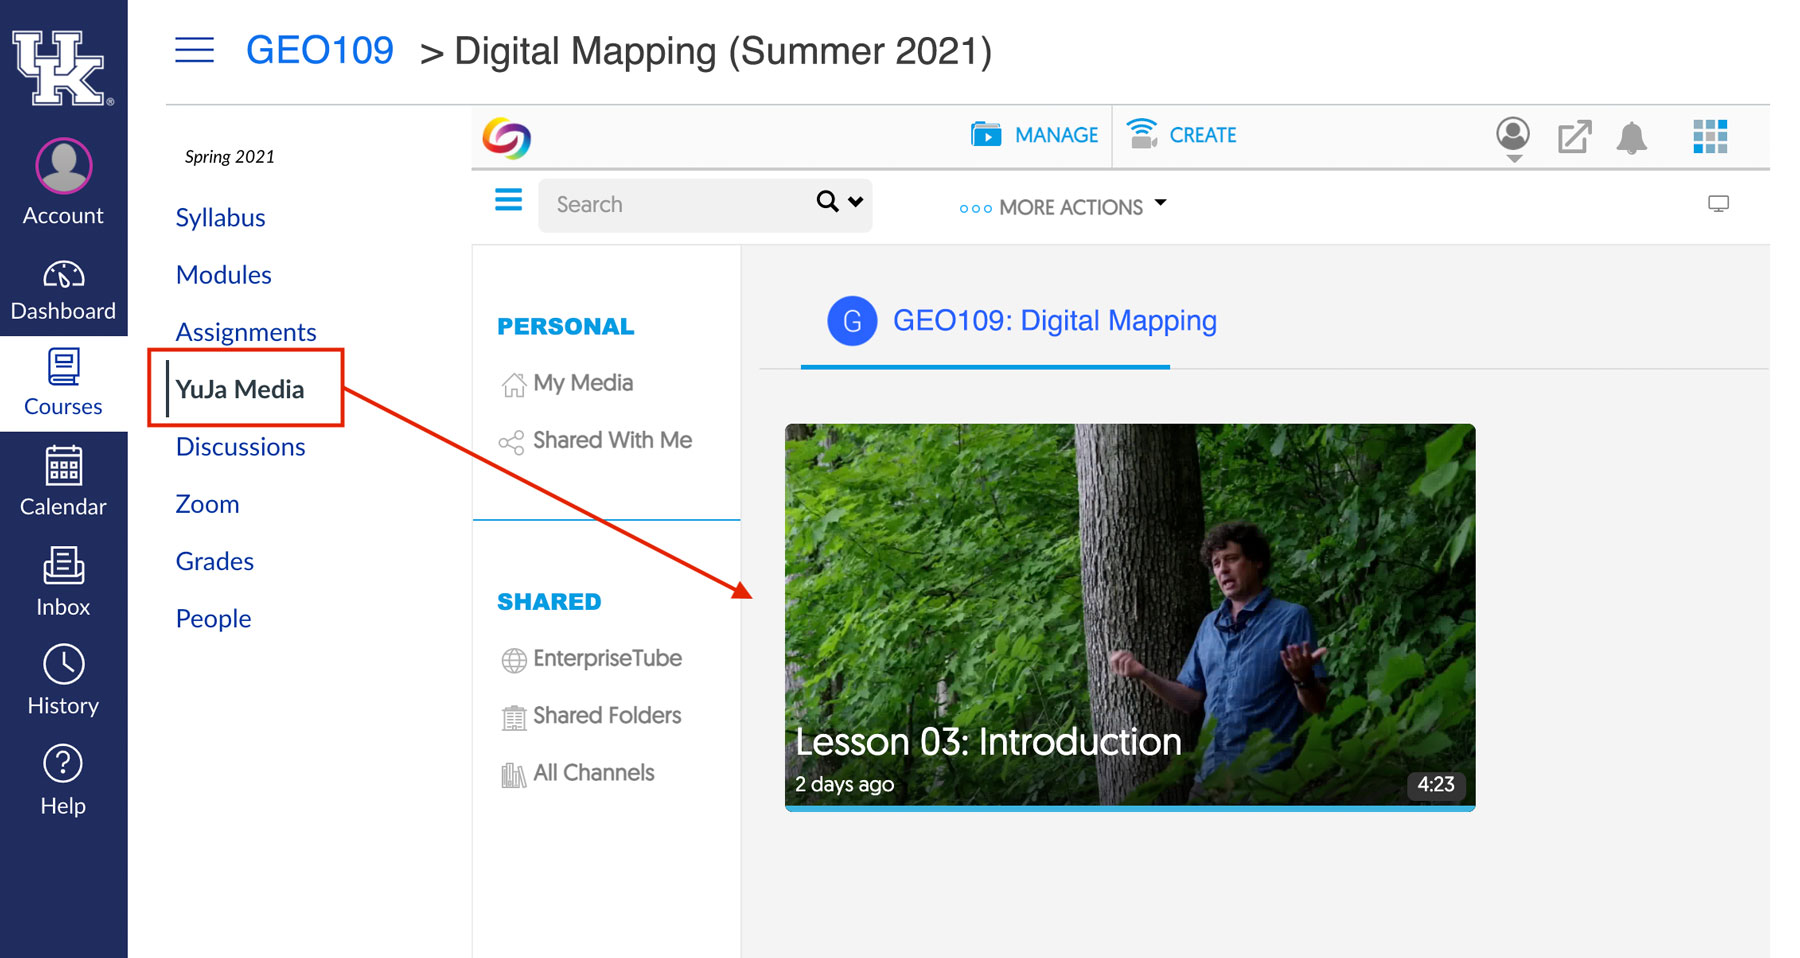 UK®
Account
Dashboard
Courses
Calendar
Inbox
History
Help
GEO109 > Digital Mapping (Summer 2021)
Spring 2021
Syllabus
Modules
Assignments
YuJa Media
Discussions
Zoom
Grades
People
MANAGE
CREATE
Search
MORE ACTIONS
PERSONAL
My Media
Shared With Me
SHARED
EnterpriseTube
Shared Folders
All Channels
G GEO109: Digital Mapping
Lesson 03: Introduction
2 days ago
4:23